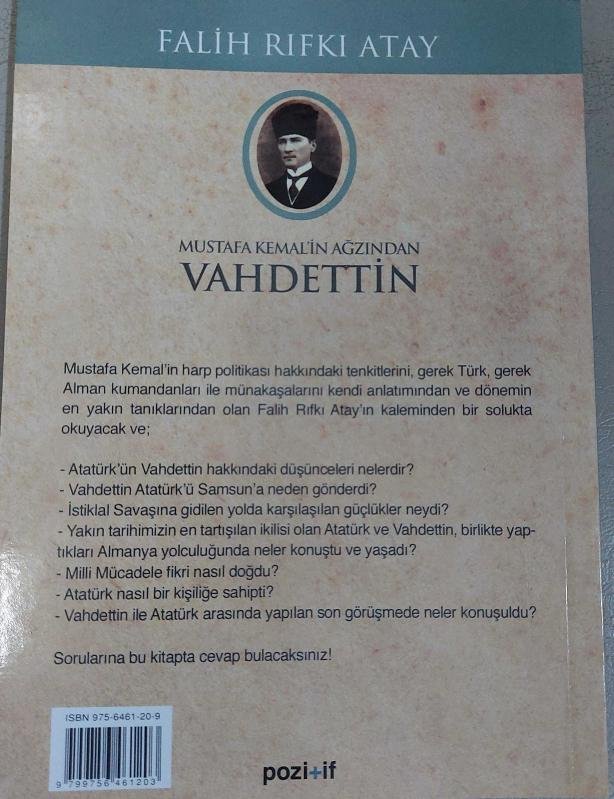 FALİH RIFKI ATAY
MUSTAFA KEMAL'İN AĞZINDAN
VAHDETTİN
Mustafa Kemal'in harp politikası hakkındaki tenkitlerini, gerek Türk, gerek
Alman kumandanları ile münakaşalarını kendi anlatımından ve dönemin
en yakın tanıklarından olan Falih Rıfkı Atay'ın kaleminden bir solukta
okuyacak ve;
- Atatürk'ün Vahdettin hakkındaki düşünceleri nelerdir?
- Vahdettin Atatürk'ü Samsun'a neden gönderdi?
- İstiklal Savaşına gidilen yolda karşılaşılan güçlükler neydi?
- Yakın tarihimizin en tartışılan ikilisi olan Atatürk ve Vahdettin, birlikte yap-
tıkları Almanya yolculuğunda neler konuştu ve yaşadı?
- Milli Mücadele fikri nasıl doğdu?
- Atatürk nasıl bir kişiliğe sahipti?
- Vahdettin ile Atatürk arasında yapılan son görüşmede neler konuşuldu?
Sorularına bu kitapta cevap bulacaksınız!
ISBN 975-6461-20-9
9 799756 461203
pozi+if